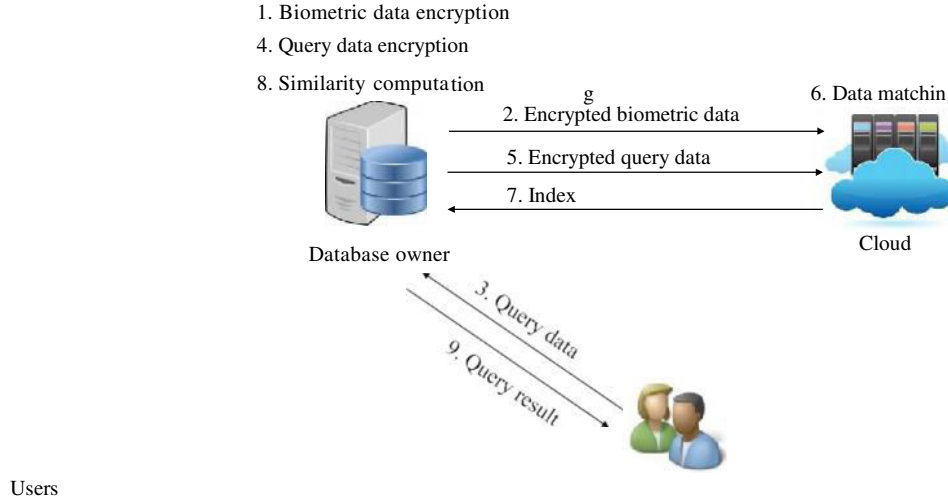 1. Biometric data encryption
4. Query data encryption
8. Similarity computation
g
6. Data matchin
2. Encrypted biometric data
5. Encrypted query data
7. Index
Cloud
Database owner
3. Query data
9. Query result
Users